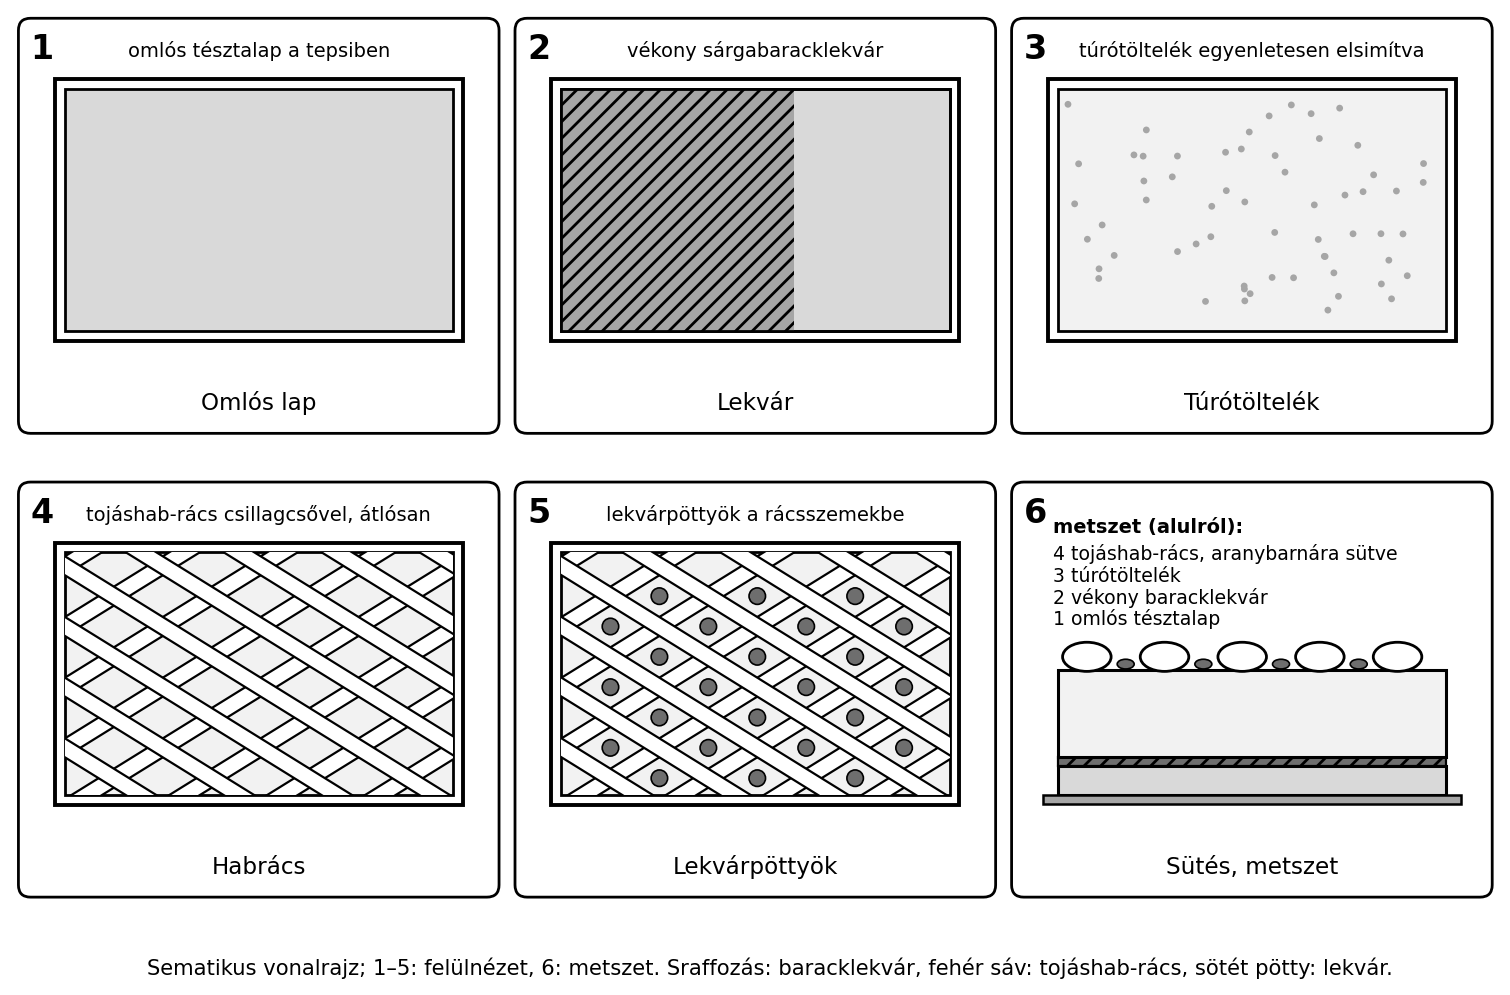 1 omlós tésztalap a tepsiben
Omlós lap
2 vékony sárgabaracklekvár
Lekvár
3 túrótöltelék egyenletesen elsimítva
Túrótöltelék
4 tojáshab-rács csillagcsővel, átlósan
Habrács
5 lekvárpöttyök a rácsszemekbe
Lekvárpöttyök
6 metszet (alulról):
4 tojáshab-rács, aranybarnára sütve
3 túrótöltelék
2 vékony baracklekvár
1 omlós tésztalap
Sütés, metszet
Sematikus vonalrajz; 1–5: felülnézet, 6: metszet. Sraffozás: baracklekvár, fehér sáv: tojáshab-rács, sötét pötty: lekvár.